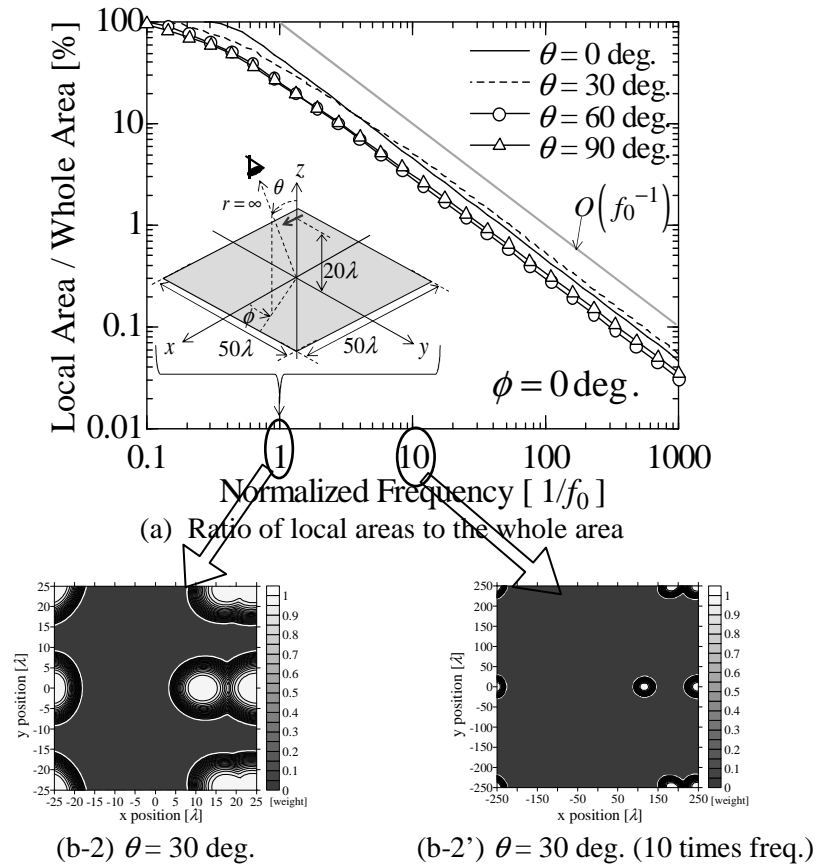 Local Area / Whole Area [%]
100
10
1
0.1
0.01
θ = 0 deg.
θ = 30 deg.
θ = 60 deg.
θ = 90 deg.
O(f₀⁻¹)
z
θ
r=∞
20λ
ϕ
x
50λ
50λ
y
ϕ = 0 deg.
0.1 1 10 100 1000
Normalized Frequency [ 1/f₀ ]
(a) Ratio of local areas to the whole area
25
20
15
10
5
0
-5
-10
-15
-20
-25
y position [λ]
-25 -20 -15 -10 -5 0 5 10 15 20 25
x position [λ]
1
0.9
0.8
0.7
0.6
0.5
0.4
0.3
0.2
0.1
0
[weight]
250
200
150
100
50
0
-50
-100
-150
-200
-250
y position [λ]
-250 -150 -50 50 150 250
x position [λ]
1
0.9
0.8
0.7
0.6
0.5
0.4
0.3
0.2
0.1
0
[weight]
(b-2) θ = 30 deg.
(b-2') θ = 30 deg. (10 times freq.)